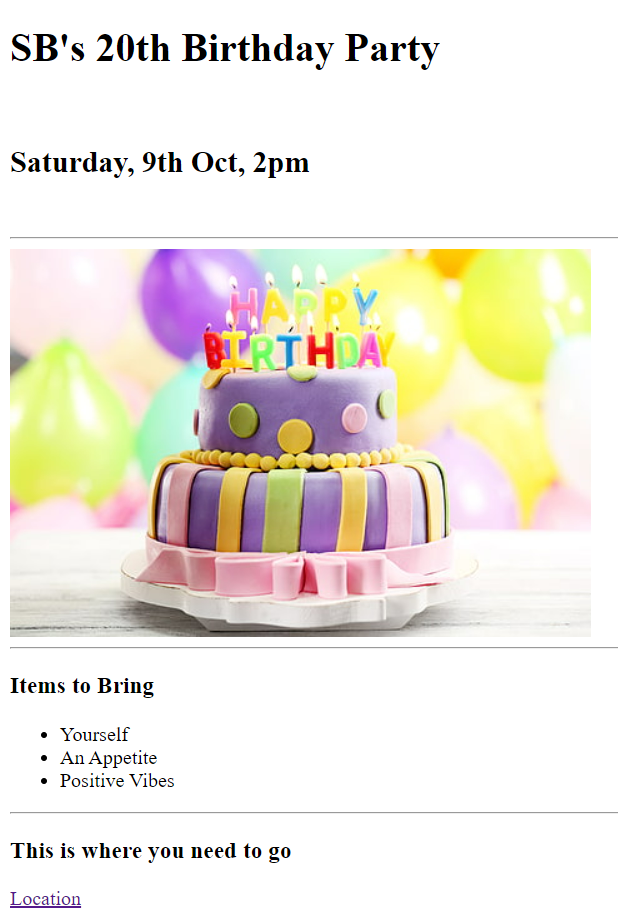 SB's 20th Birthday Party
Saturday, 9th Oct, 2pm
HAPPY
BIRTHDAY
Items to Bring
Yourself
An Appetite
Positive Vibes
This is where you need to go
Location